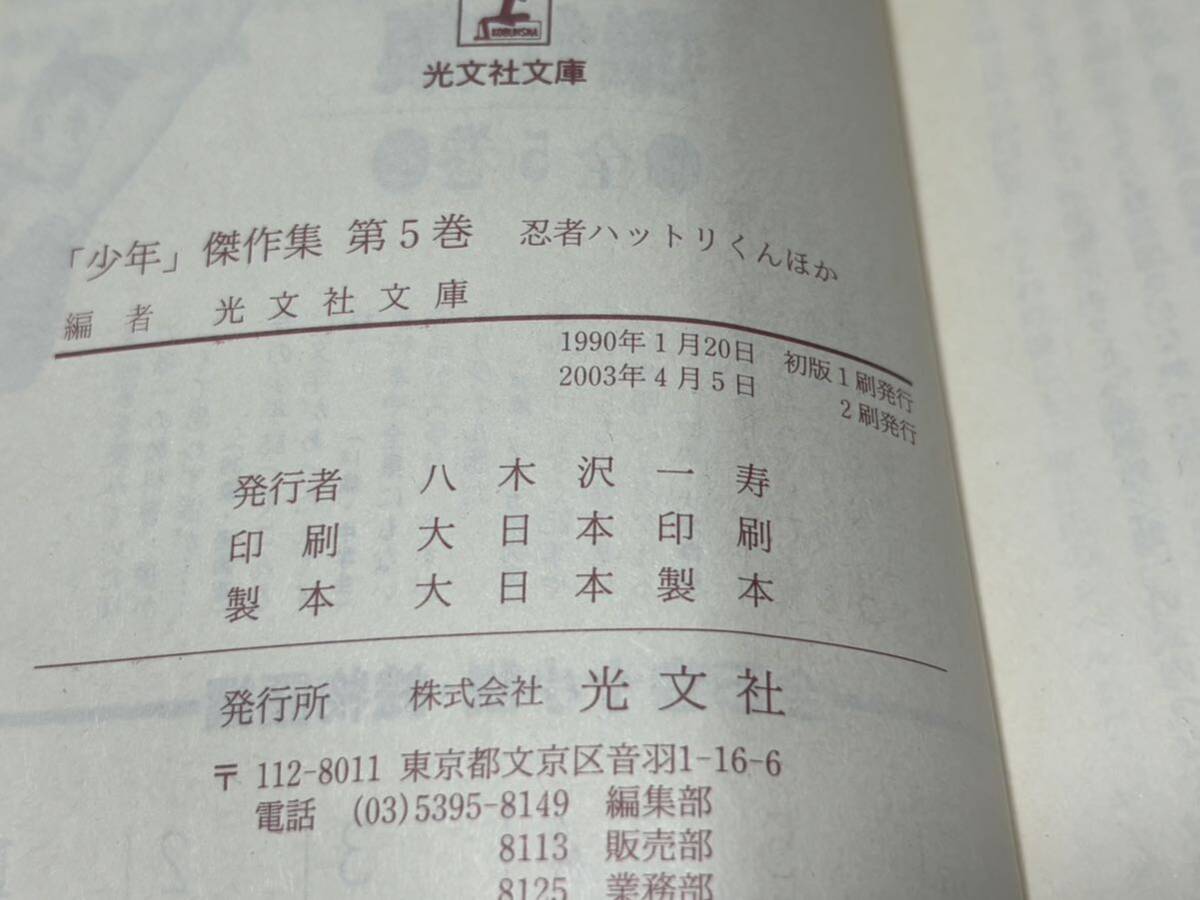 KOBUNSHA
光文社文庫
「少年」傑作集 第5巻 忍者ハットリくんほか
編者 光文社文庫
1990年1月20日 初版1刷発行
2003年4月5日 2刷発行
発行者 八木沢一寿
印刷 大日本印刷
製本 大日本製本
発行所 株式会社 光文社
〒112-8011 東京都文京区音羽1-16-6
電話 (03)5395-8149 編集部
8113 販売部
8125 業務部